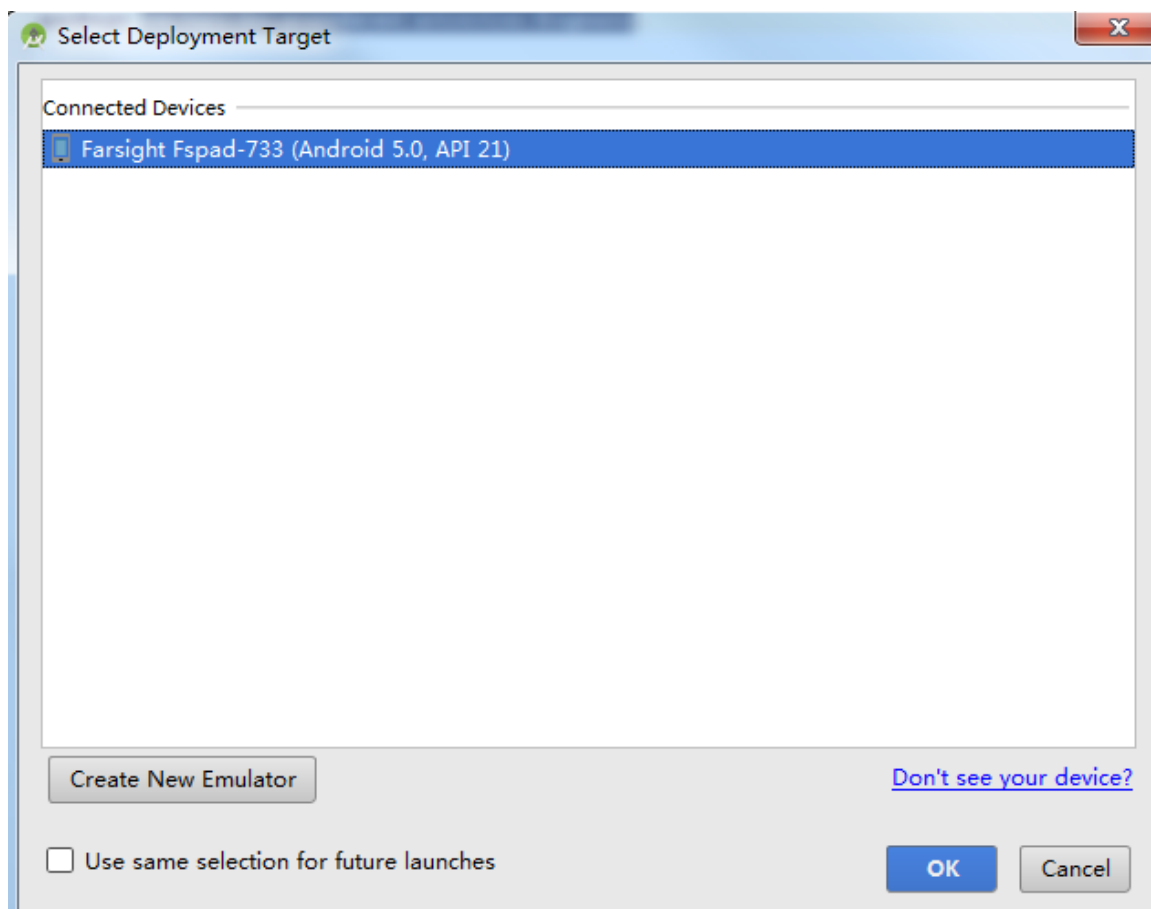 Select Deployment Target
Connected Devices
Farsight Fspad-733 (Android 5.0, API 21)
Create New Emulator
Don't see your device?
Use same selection for future launches
OK
Cancel